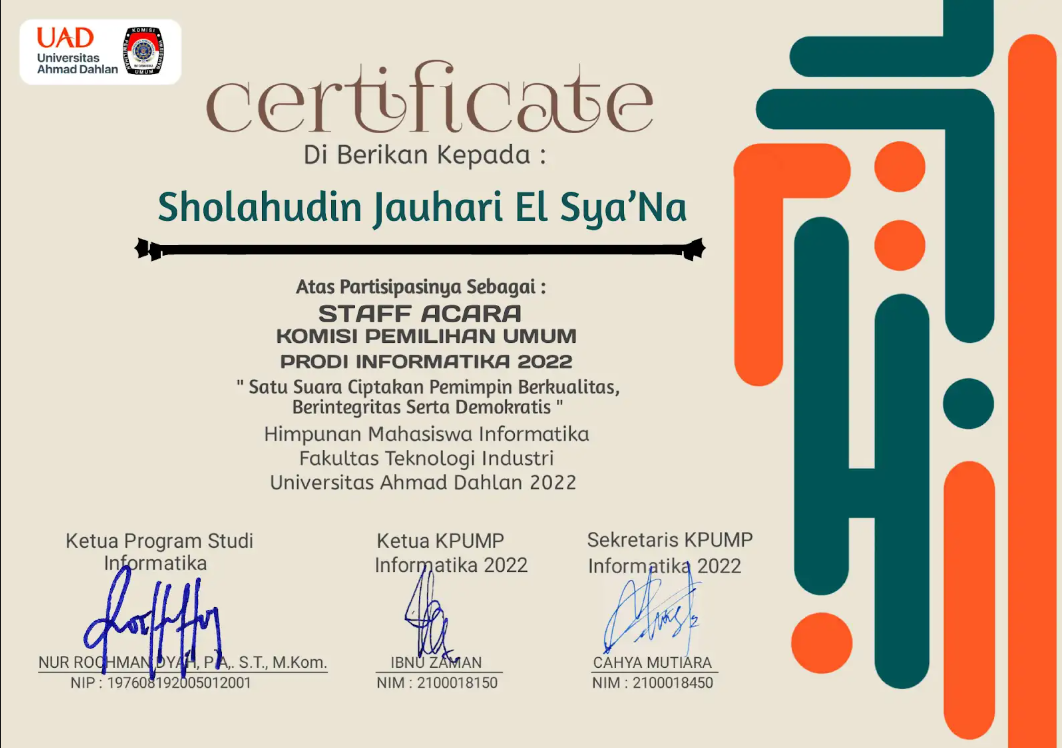 UAD
Universitas
Ahmad Dahlan
KOMISI
UMUM
certificate
Di Berikan Kepada :
Sholahudin Jauhari El Sya'Na
Atas Partisipasinya Sebagai :
STAFF ACARA
KOMISI PEMILIHAN UMUM
PRODI INFORMATIKA 2022
" Satu Suara Ciptakan Pemimpin Berkualitas,
Berintegritas Serta Demokratis "
Himpunan Mahasiswa Informatika
Fakultas Teknologi Industri
Universitas Ahmad Dahlan 2022
Ketua Program Studi
Informatika
NUR ROCHMAN DYAH, P.A,. S.T., M.Kom.
NIP : 197608192005012001
Ketua KPUMP
Informatika 2022
IBNU ZAMAN
NIM : 2100018150
Sekretaris KPUMP
Informatika 2022
CAHYA MUTIARA
NIM : 2100018450